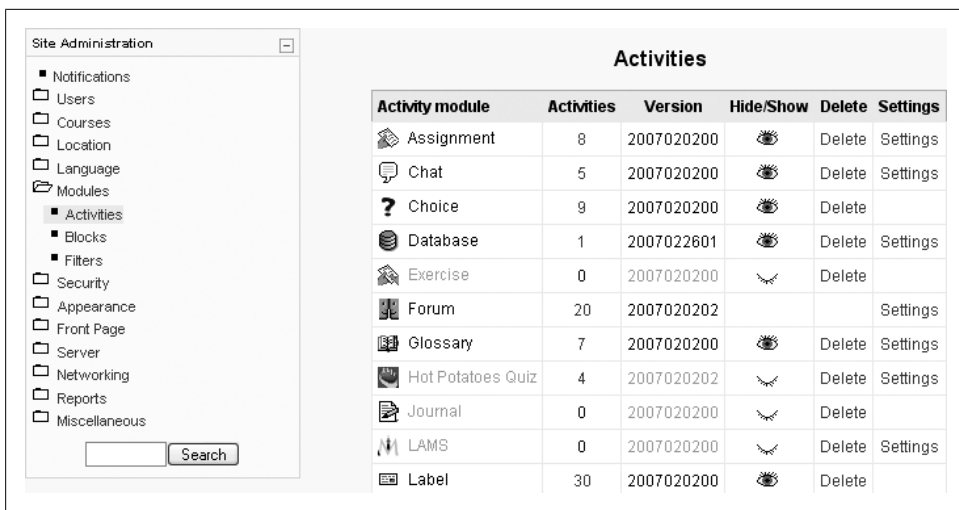 Site Administration
Notifications
Users
Courses
Location
Language
Modules
Activities
Blocks
Filters
Security
Appearance
Front Page
Server
Networking
Reports
Miscellaneous
Search
Activities
Activity module Activities Version Hide/Show Delete Settings
Assignment 8 2007020200 Delete Settings
Chat 5 2007020200 Delete Settings
Choice 9 2007020200 Delete
Database 1 2007022601 Delete Settings
Exercise 0 2007020200 Delete
Forum 20 2007020202 Settings
Glossary 7 2007020200 Delete Settings
Hot Potatoes Quiz 4 2007020202 Delete Settings
Journal 0 2007020200 Delete
LAMS 0 2007020200 Delete Settings
Label 30 2007020200 Delete